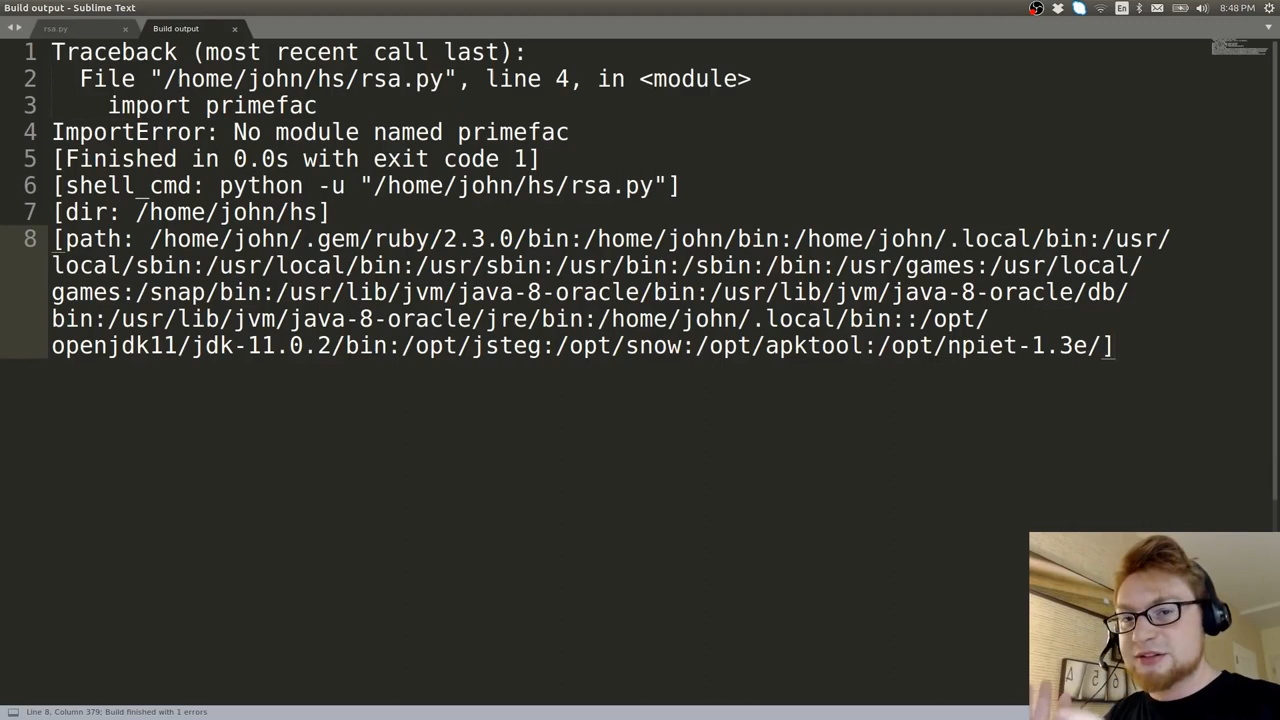 Build output - Sublime Text
En
8:48 PM
rsa.py
Build output
1 Traceback (most recent call last):
2   File "/home/john/hs/rsa.py", line 4, in <module>
3     import primefac
4 ImportError: No module named primefac
5 [Finished in 0.0s with exit code 1]
6 [shell_cmd: python -u "/home/john/hs/rsa.py"]
7 [dir: /home/john/hs]
8 [path: /home/john/.gem/ruby/2.3.0/bin:/home/john/bin:/home/john/.local/bin:/usr/
local/sbin:/usr/local/bin:/usr/sbin:/usr/bin:/sbin:/bin:/usr/games:/usr/local/
games:/snap/bin:/usr/lib/jvm/java-8-oracle/bin:/usr/lib/jvm/java-8-oracle/db/
bin:/usr/lib/jvm/java-8-oracle/jre/bin:/home/john/.local/bin::/opt/
openjdk11/jdk-11.0.2/bin:/opt/jsteg:/opt/snow:/opt/apktool:/opt/npiet-1.3e/]
4 5 6
Line 8, Column 379; Build finished with 1 errors